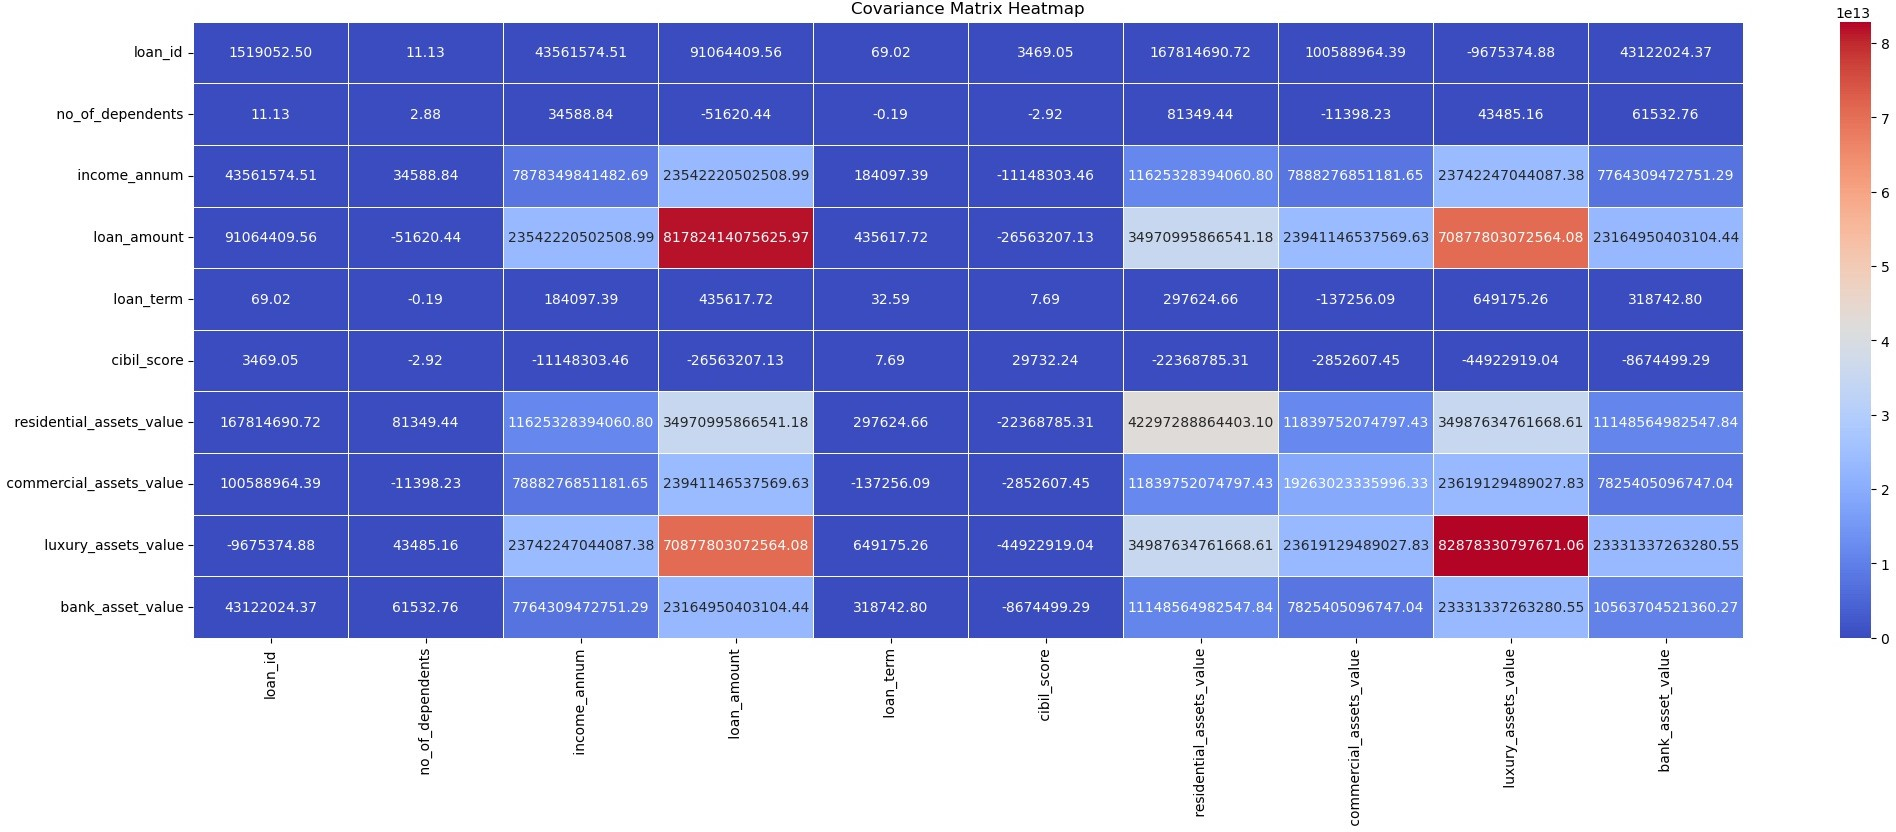 Covariance Matrix Heatmap
1e13
loan_id 1519052.50 11.13 43561574.51 91064409.56 69.02 3469.05 167814690.72 100588964.39 -9675374.88 43122024.37
no_of_dependents 11.13 2.88 34588.84 -51620.44 -0.19 -2.92 81349.44 -11398.23 43485.16 61532.76
income_annum 43561574.51 34588.84 7878349841482.69 23542220502508.99 184097.39 -11148303.46 11625328394060.80 7888276851181.65 23742247044087.38 7764309472751.29
loan_amount 91064409.56 -51620.44 23542220502508.99 81782414075625.97 435617.72 -26563207.13 34970995866541.18 23941146537569.63 70877803072564.08 23164950403104.44
loan_term 69.02 -0.19 184097.39 435617.72 32.59 7.69 297624.66 -137256.09 649175.26 318742.80
cibil_score 3469.05 -2.92 -11148303.46 -26563207.13 7.69 29732.24 -22368785.31 -2852607.45 -44922919.04 -8674499.29
residential_assets_value 167814690.72 81349.44 11625328394060.80 34970995866541.18 297624.66 -22368785.31 42297288864403.10 11839752074797.43 34987634761668.61 11148564982547.84
commercial_assets_value 100588964.39 -11398.23 7888276851181.65 23941146537569.63 -137256.09 -2852607.45 11839752074797.43 19263023335996.33 23619129489027.83 7825405096747.04
luxury_assets_value -9675374.88 43485.16 23742247044087.38 70877803072564.08 649175.26 -44922919.04 34987634761668.61 23619129489027.83 82878330797671.06 23331337263280.55
bank_asset_value 43122024.37 61532.76 7764309472751.29 23164950403104.44 318742.80 -8674499.29 11148564982547.84 7825405096747.04 23331337263280.55 10563704521360.27
loan_id
no_of_dependents
income_annum
loan_amount
loan_term
cibil_score
residential_assets_value
commercial_assets_value
luxury_assets_value
bank_asset_value
8
7
6
5
4
3
2
1
0